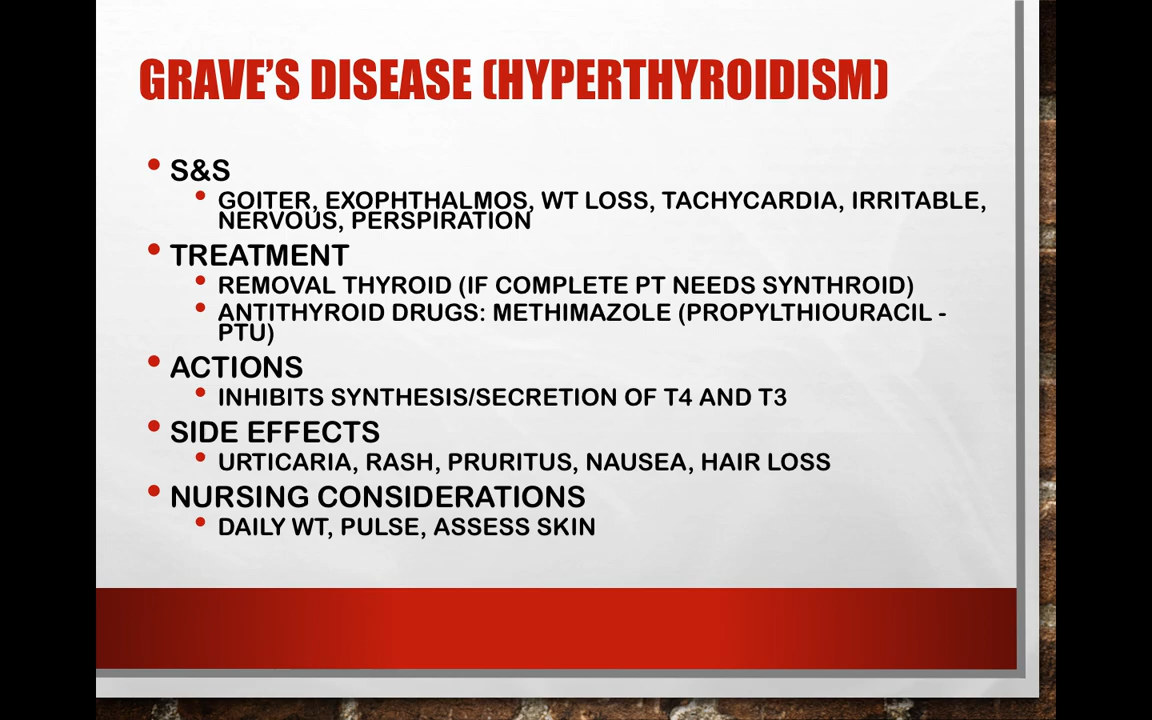 GRAVE'S DISEASE (HYPERTHYROIDISM)
• S&S
• GOITER, EXOPHTHALMOS, WT LOSS, TACHYCARDIA, IRRITABLE,
NERVOUS, PERSPIRATION
• TREATMENT
• REMOVAL THYROID (IF COMPLETE PT NEEDS SYNTHROID)
• ANTITHYROID DRUGS: METHIMAZOLE (PROPYLTHIOURACIL -
PTU)
• ACTIONS
• INHIBITS SYNTHESIS/SECRETION OF T4 AND T3
• SIDE EFFECTS
• URTICARIA, RASH, PRURITUS, NAUSEA, HAIR LOSS
• NURSING CONSIDERATIONS
• DAILY WT, PULSE, ASSESS SKIN